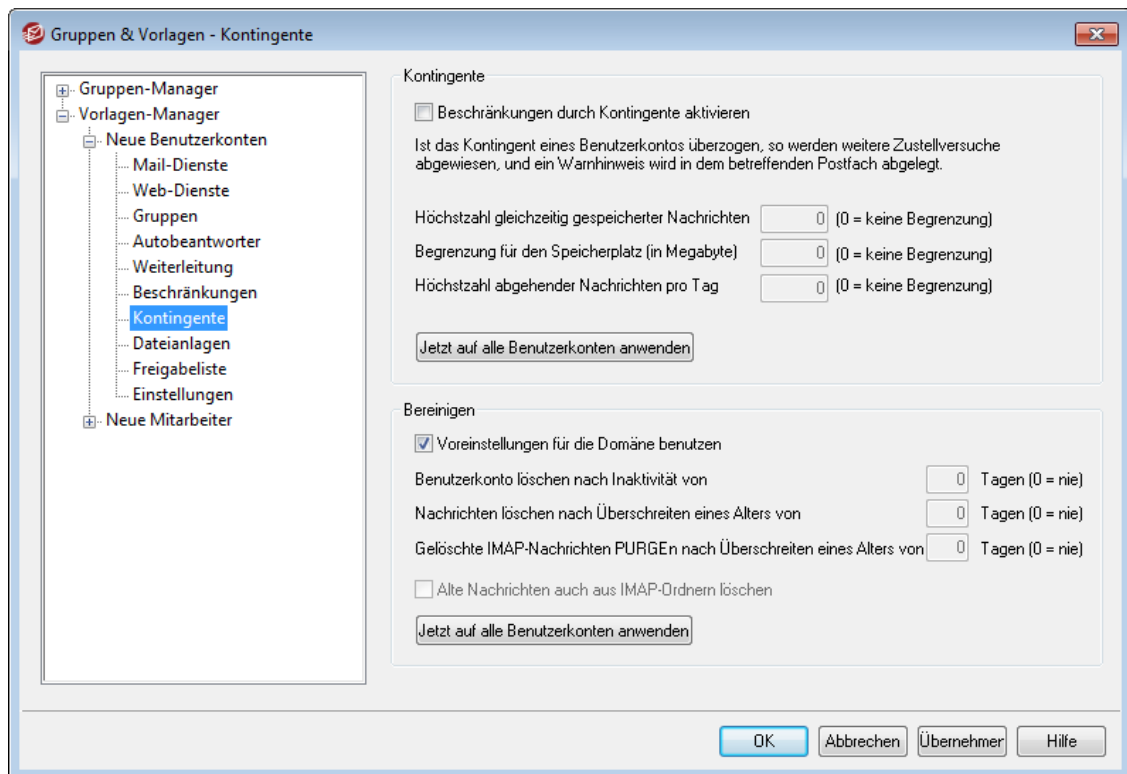 Gruppen & Vorlagen - Kontingente
Gruppen-Manager
Vorlagen-Manager
Neue Benutzerkonten
Mail-Dienste
Web-Dienste
Gruppen
Autobeantworter
Weiterleitung
Beschränkungen
Kontingente
Dateianlagen
Freigabeliste
Einstellungen
Neue Mitarbeiter
Kontingente
Beschränkungen durch Kontingente aktivieren
Ist das Kontingent eines Benutzerkontos überzogen, so werden weitere Zustellversuche
abgewiesen, und ein Warnhinweis wird in dem betreffenden Postfach abgelegt.
Höchstzahl gleichzeitig gespeicherter Nachrichten 0 (0 = keine Begrenzung)
Begrenzung für den Speicherplatz (in Megabyte) 0 (0 = keine Begrenzung)
Höchstzahl abgehender Nachrichten pro Tag 0 (0 = keine Begrenzung)
Jetzt auf alle Benutzerkonten anwenden
Bereinigen
Voreinstellungen für die Domäne benutzen
Benutzerkonto löschen nach Inaktivität von 0 Tagen (0 = nie)
Nachrichten löschen nach Überschreiten eines Alters von 0 Tagen (0 = nie)
Gelöschte IMAP-Nachrichten PURGEn nach Überschreiten eines Alters von 0 Tagen (0 = nie)
Alte Nachrichten auch aus IMAP-Ordnern löschen
Jetzt auf alle Benutzerkonten anwenden
OK Abbrechen Übernehmer Hilfe